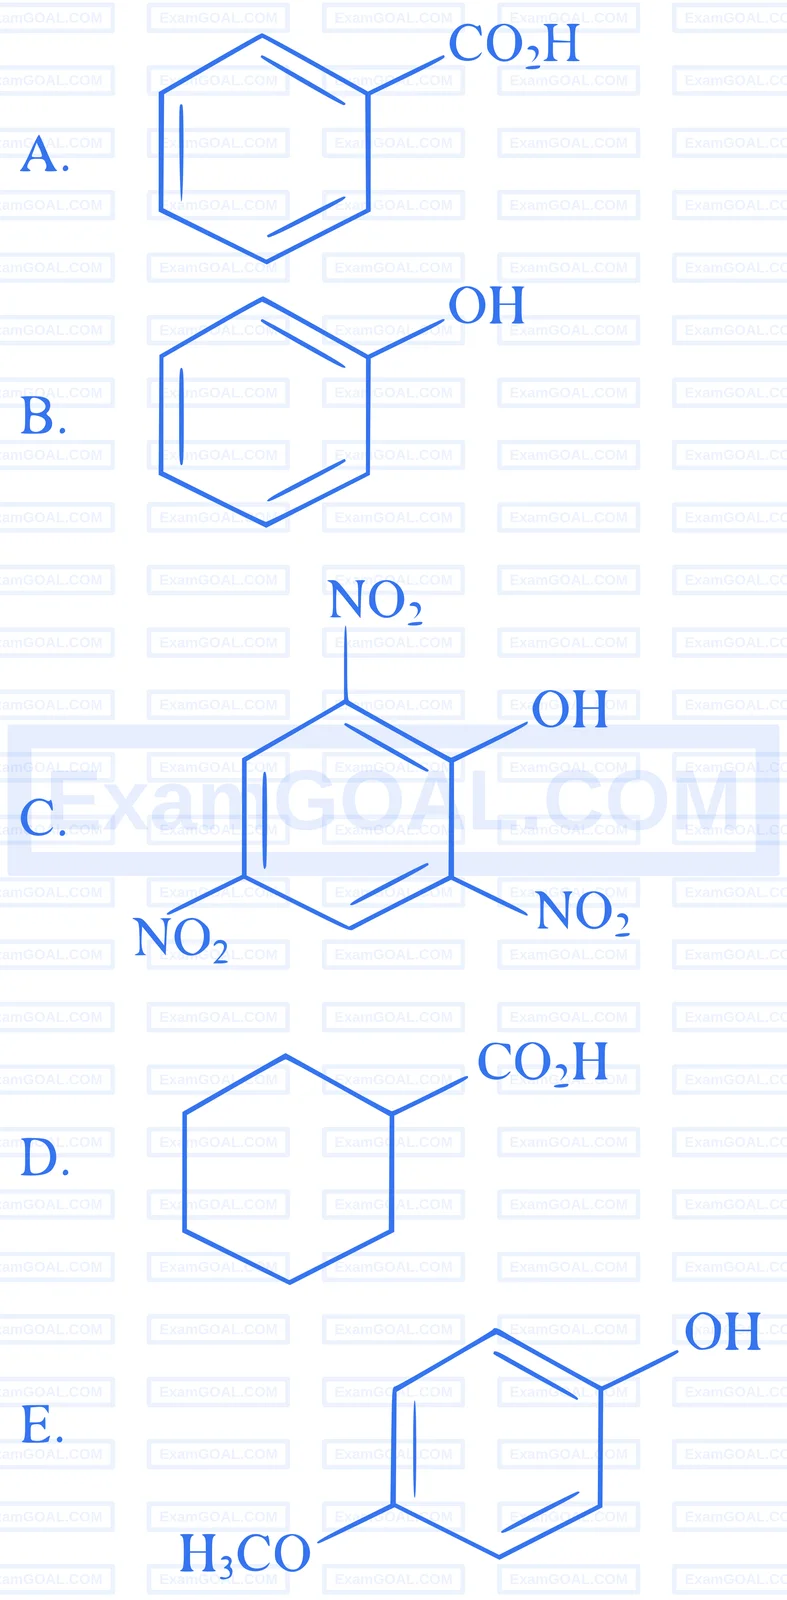 CO₂H
A.
OH
B.
NO₂
OH
ExamGOAL.COM
C.
NO₂
NO₂
CO₂H
D.
OH
E.
H₃CO